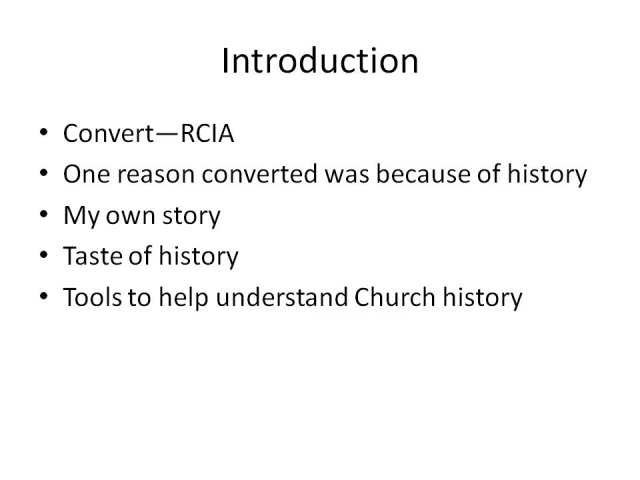 Introduction
• Convert—RCIA
• One reason converted was because of history
• My own story
• Taste of history
• Tools to help understand Church history